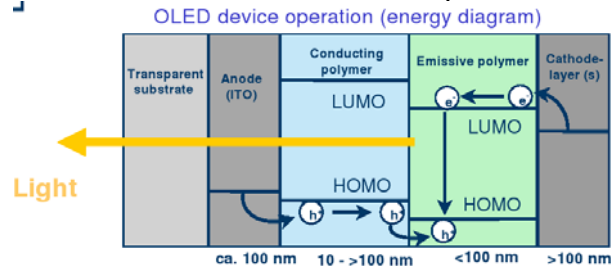 OLED device operation (energy diagram)
Transparent
substrate
Anode
(ITO)
Conducting
polymer
Emissive polymer
Cathode-
layer (s)
LUMO
LUMO
e⁻
e⁻
Light
HOMO
HOMO
h⁺
h⁺
h⁺
ca. 100 nm
10 - >100 nm
<100 nm
>100 nm